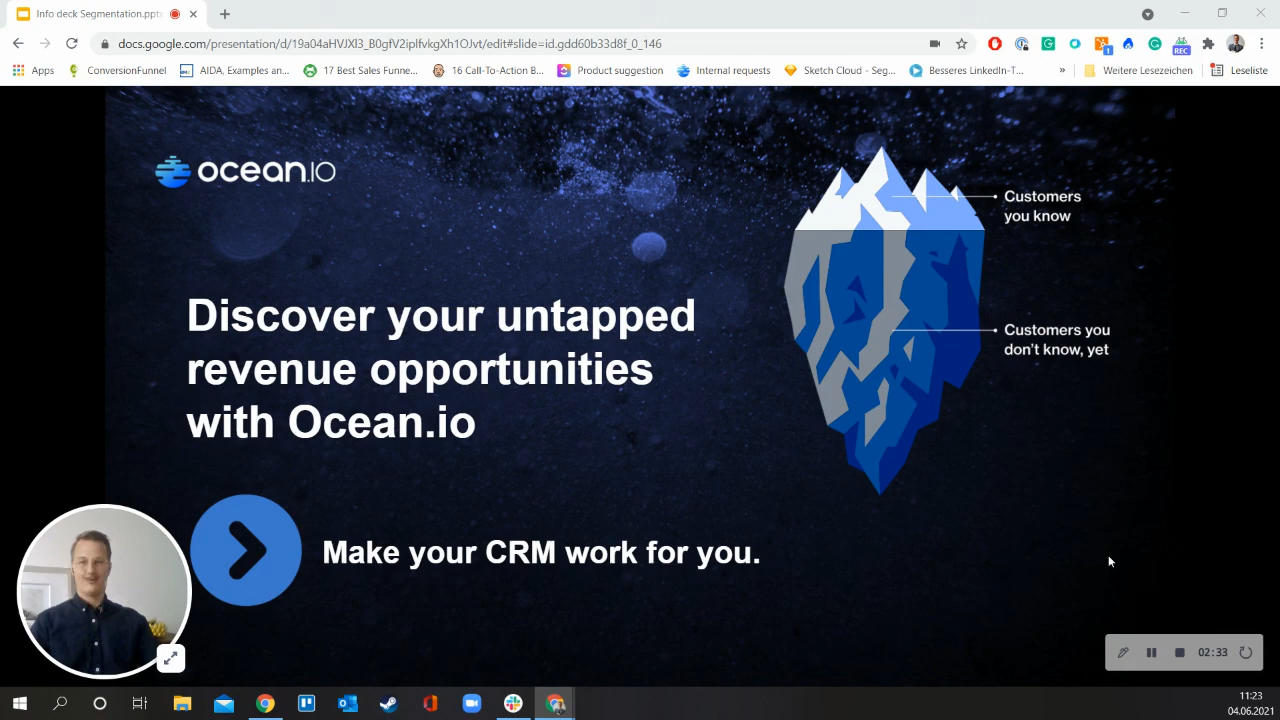 Info deck Segmentation.ppt
docs.google.com/presentation/d/
/edit#slide=id.gdd60b33d8f_0_146
1
REC
Apps
ConversionFunnel
AIDA, Examples an...
17 Best Sales Funne...
16 Call-To-Action B...
Product suggestion
Internal requests
Sketch Cloud - Seg...
Besseres LinkedIn-T...
»
Weitere Lesezeichen
Leseliste
ocean.io
Customers
you know
Discover your untapped
revenue opportunities
with Ocean.io
Customers you
don't know, yet
Make your CRM work for you.
02:33
11:23
04.06.2021